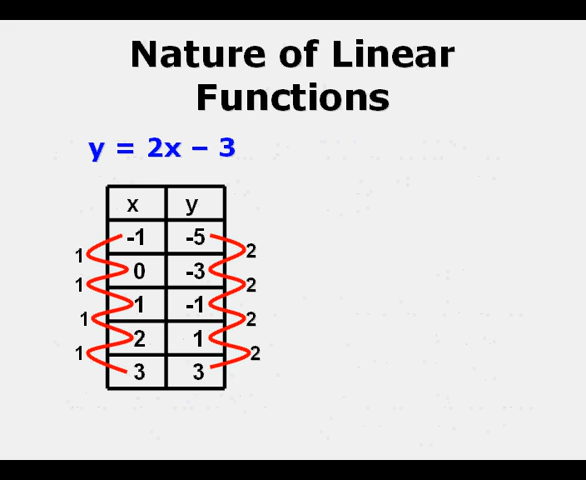 Nature of Linear
Functions
y = 2x – 3
x y
-1 -5
1 2
0 -3
1 2
1 -1
1 2
2 1
1 2
3 3